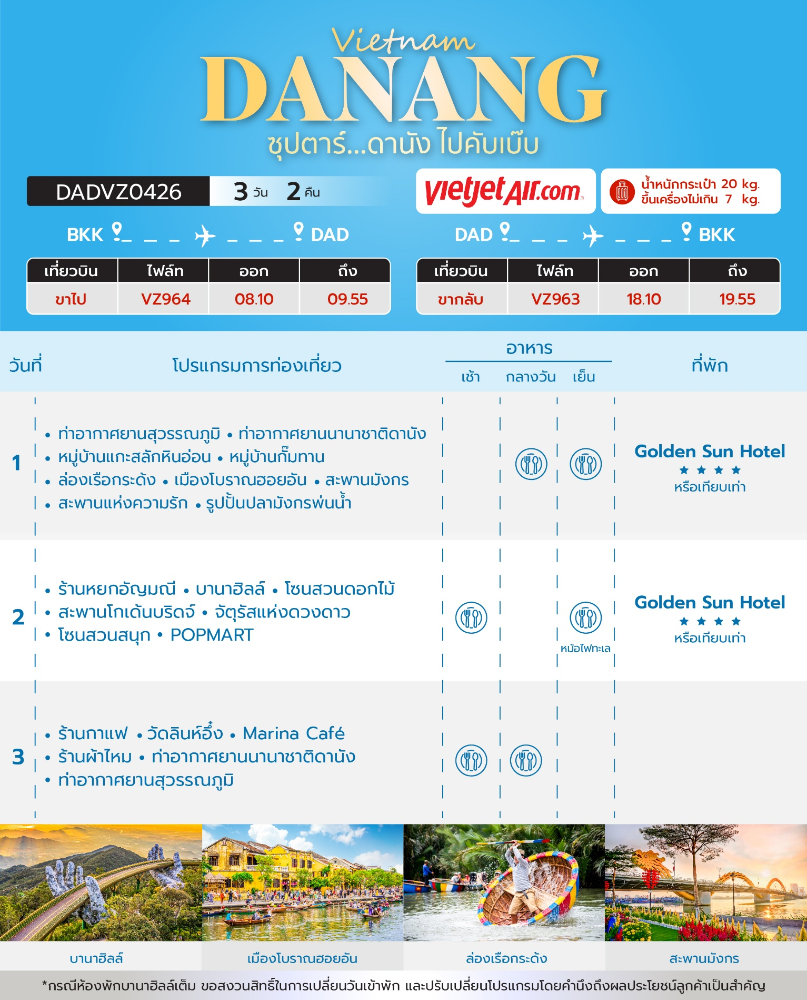 Vietnam
DANANG
ซุปตาร์...ดานัง ไปคับเบ๊บ
DADVZ0426 3 วัน 2 คืน
vietjet Air.com
น้ำหนักกระเป๋า 20 kg.
ขึ้นเครื่องไม่เกิน 7 kg.
BKK DAD
DAD BKK
เที่ยวบิน ไฟล์ท ออก ถึง
ขาไป VZ964 08.10 09.55
เที่ยวบิน ไฟล์ท ออก ถึง
ขากลับ VZ963 18.10 19.55
วันที่ โปรแกรมการท่องเที่ยว อาหาร ที่พัก
เช้า กลางวัน เย็น
1
• ท่าอากาศยานสุวรรณภูมิ • ท่าอากาศยานนานาชาติดานัง
• หมู่บ้านแกะสลักหินอ่อน • หมู่บ้านกั๊มทาน
• ล่องเรือกระด้ง • เมืองโบราณฮอยอัน • สะพานมังกร
• สะพานแห่งความรัก • รูปปั้นปลามังกรพ่นน้ำ
Golden Sun Hotel
★ ★ ★ ★
หรือเทียบเท่า
2
• ร้านหยกอัญมณี • บานาฮิลล์ • โซนสวนดอกไม้
• สะพานโกเด้นบริดจ์ • จัตุรัสแห่งดวงดาว
• โซนสวนสนุก • POPMART
หม้อไฟทะเล
Golden Sun Hotel
★ ★ ★ ★
หรือเทียบเท่า
3
• ร้านกาแฟ • วัดลินห์อึ๋ง • Marina Café
• ร้านผ้าไหม • ท่าอากาศยานนานาชาติดานัง
• ท่าอากาศยานสุวรรณภูมิ
บานาฮิลล์ เมืองโบราณฮอยอัน ล่องเรือกระด้ง สะพานมังกร
*กรณีห้องพักบานาฮิลล์เต็ม ขอสงวนสิทธิ์ในการเปลี่ยนวันเข้าพัก และปรับเปลี่ยนโปรแกรมโดยคำนึงถึงผลประโยชน์ลูกค้าเป็นสำคัญ